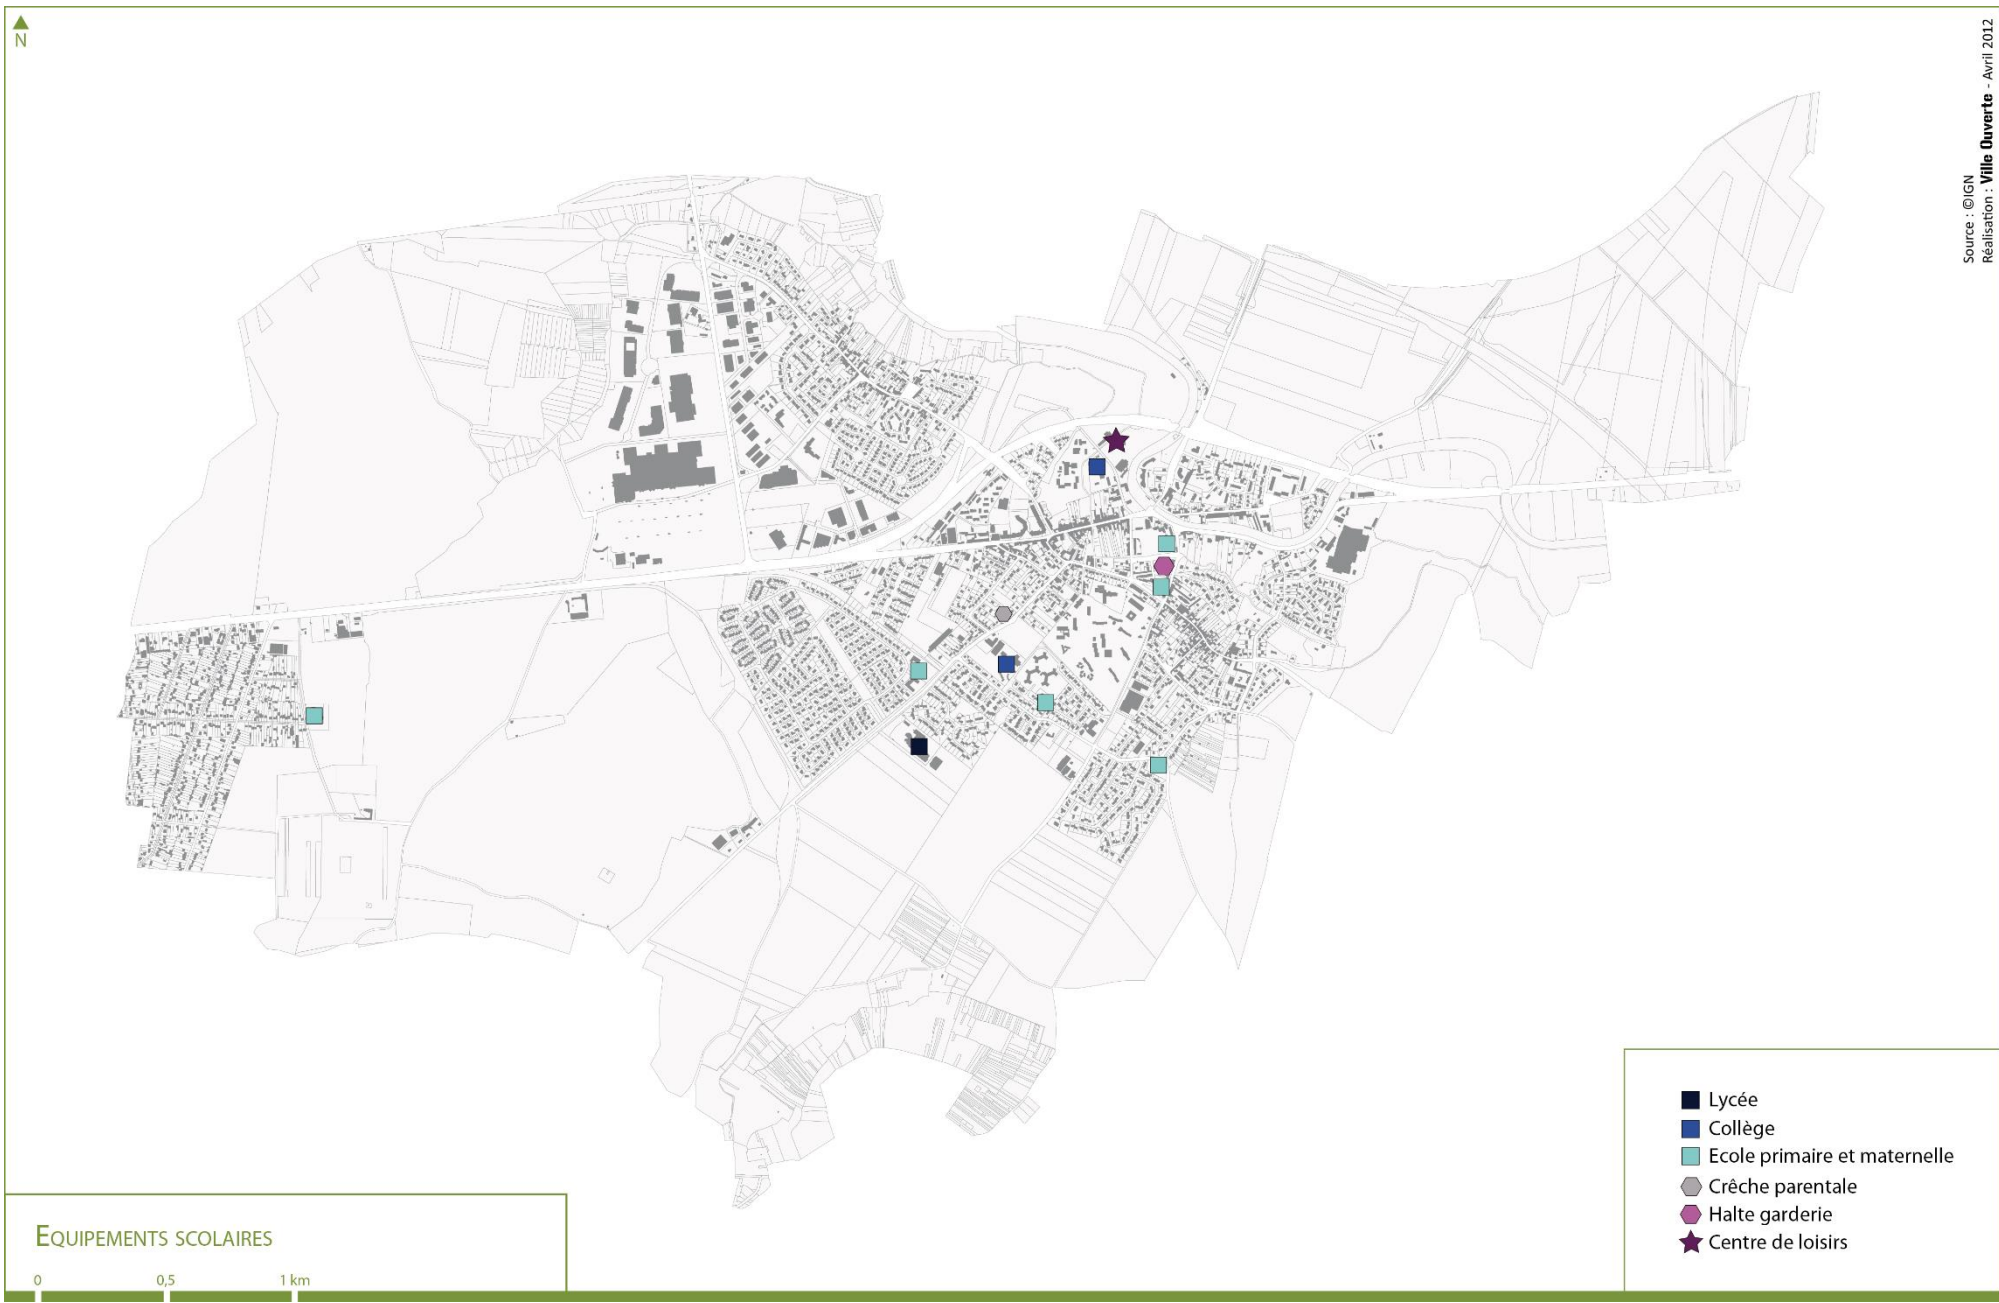 N
Source : ©IGN
Réalisation : Ville Ouverte - Avril 2012
Lycée
Collège
Ecole primaire et maternelle
Crêche parentale
Halte garderie
Centre de loisirs
EQUIPEMENTS SCOLAIRES
0 0,5 1 km